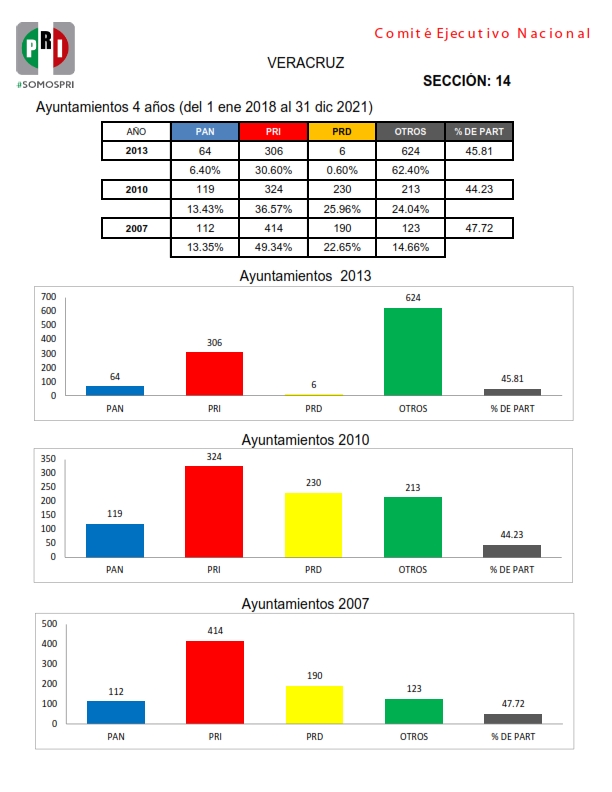 Comité Ejecutivo Nacional
PRI
#SOMOSPRI
VERACRUZ
SECCIÓN: 14
Ayuntamientos 4 años (del 1 ene 2018 al 31 dic 2021)
AÑO PAN PRI PRD OTROS % DE PART
2013 64 306 6 624 45.81
6.40% 30.60% 0.60% 62.40%
2010 119 324 230 213 44.23
13.43% 36.57% 25.96% 24.04%
2007 112 414 190 123 47.72
13.35% 49.34% 22.65% 14.66%
Ayuntamientos 2013
700
600
500
400
300
200
100
0
64 306 6 624 45.81
PAN PRI PRD OTROS % DE PART
Ayuntamientos 2010
350
300
250
200
150
100
50
0
119 324 230 213 44.23
PAN PRI PRD OTROS % DE PART
Ayuntamientos 2007
500
400
300
200
100
0
112 414 190 123 47.72
PAN PRI PRD OTROS % DE PART